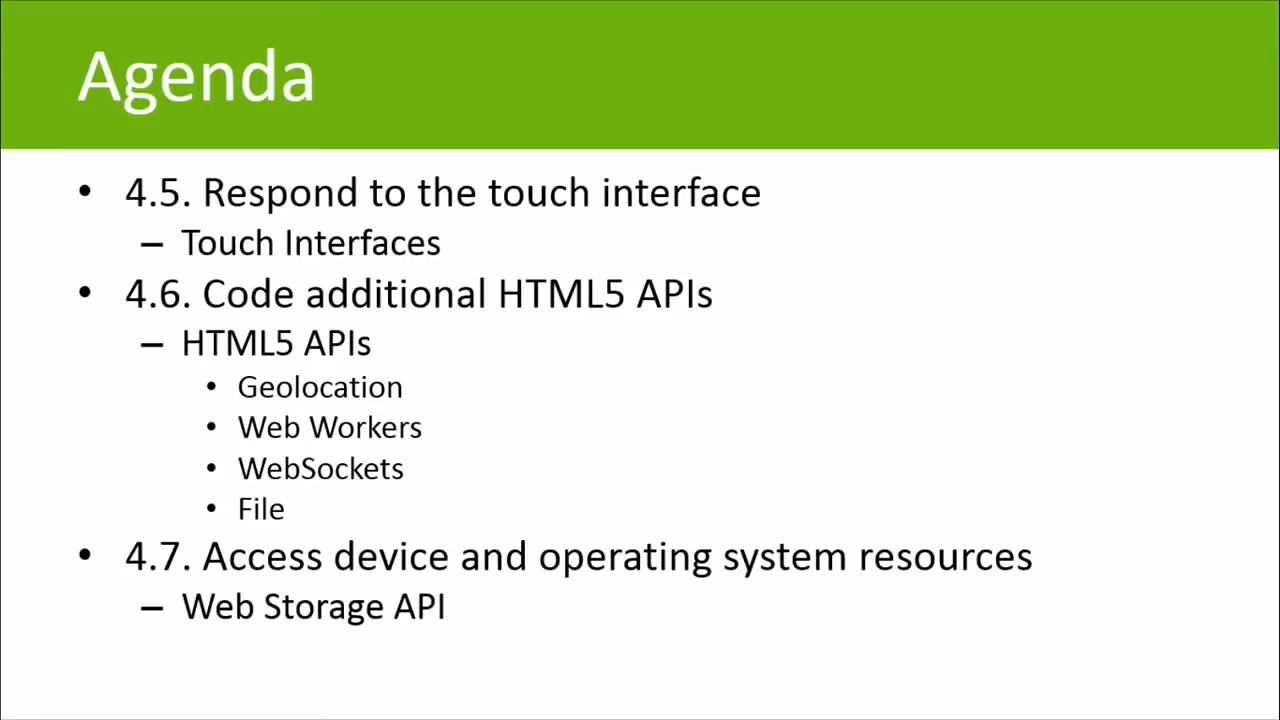 Agenda
• 4.5. Respond to the touch interface
– Touch Interfaces
• 4.6. Code additional HTML5 APIs
– HTML5 APIs
• Geolocation
• Web Workers
• WebSockets
• File
• 4.7. Access device and operating system resources
– Web Storage API